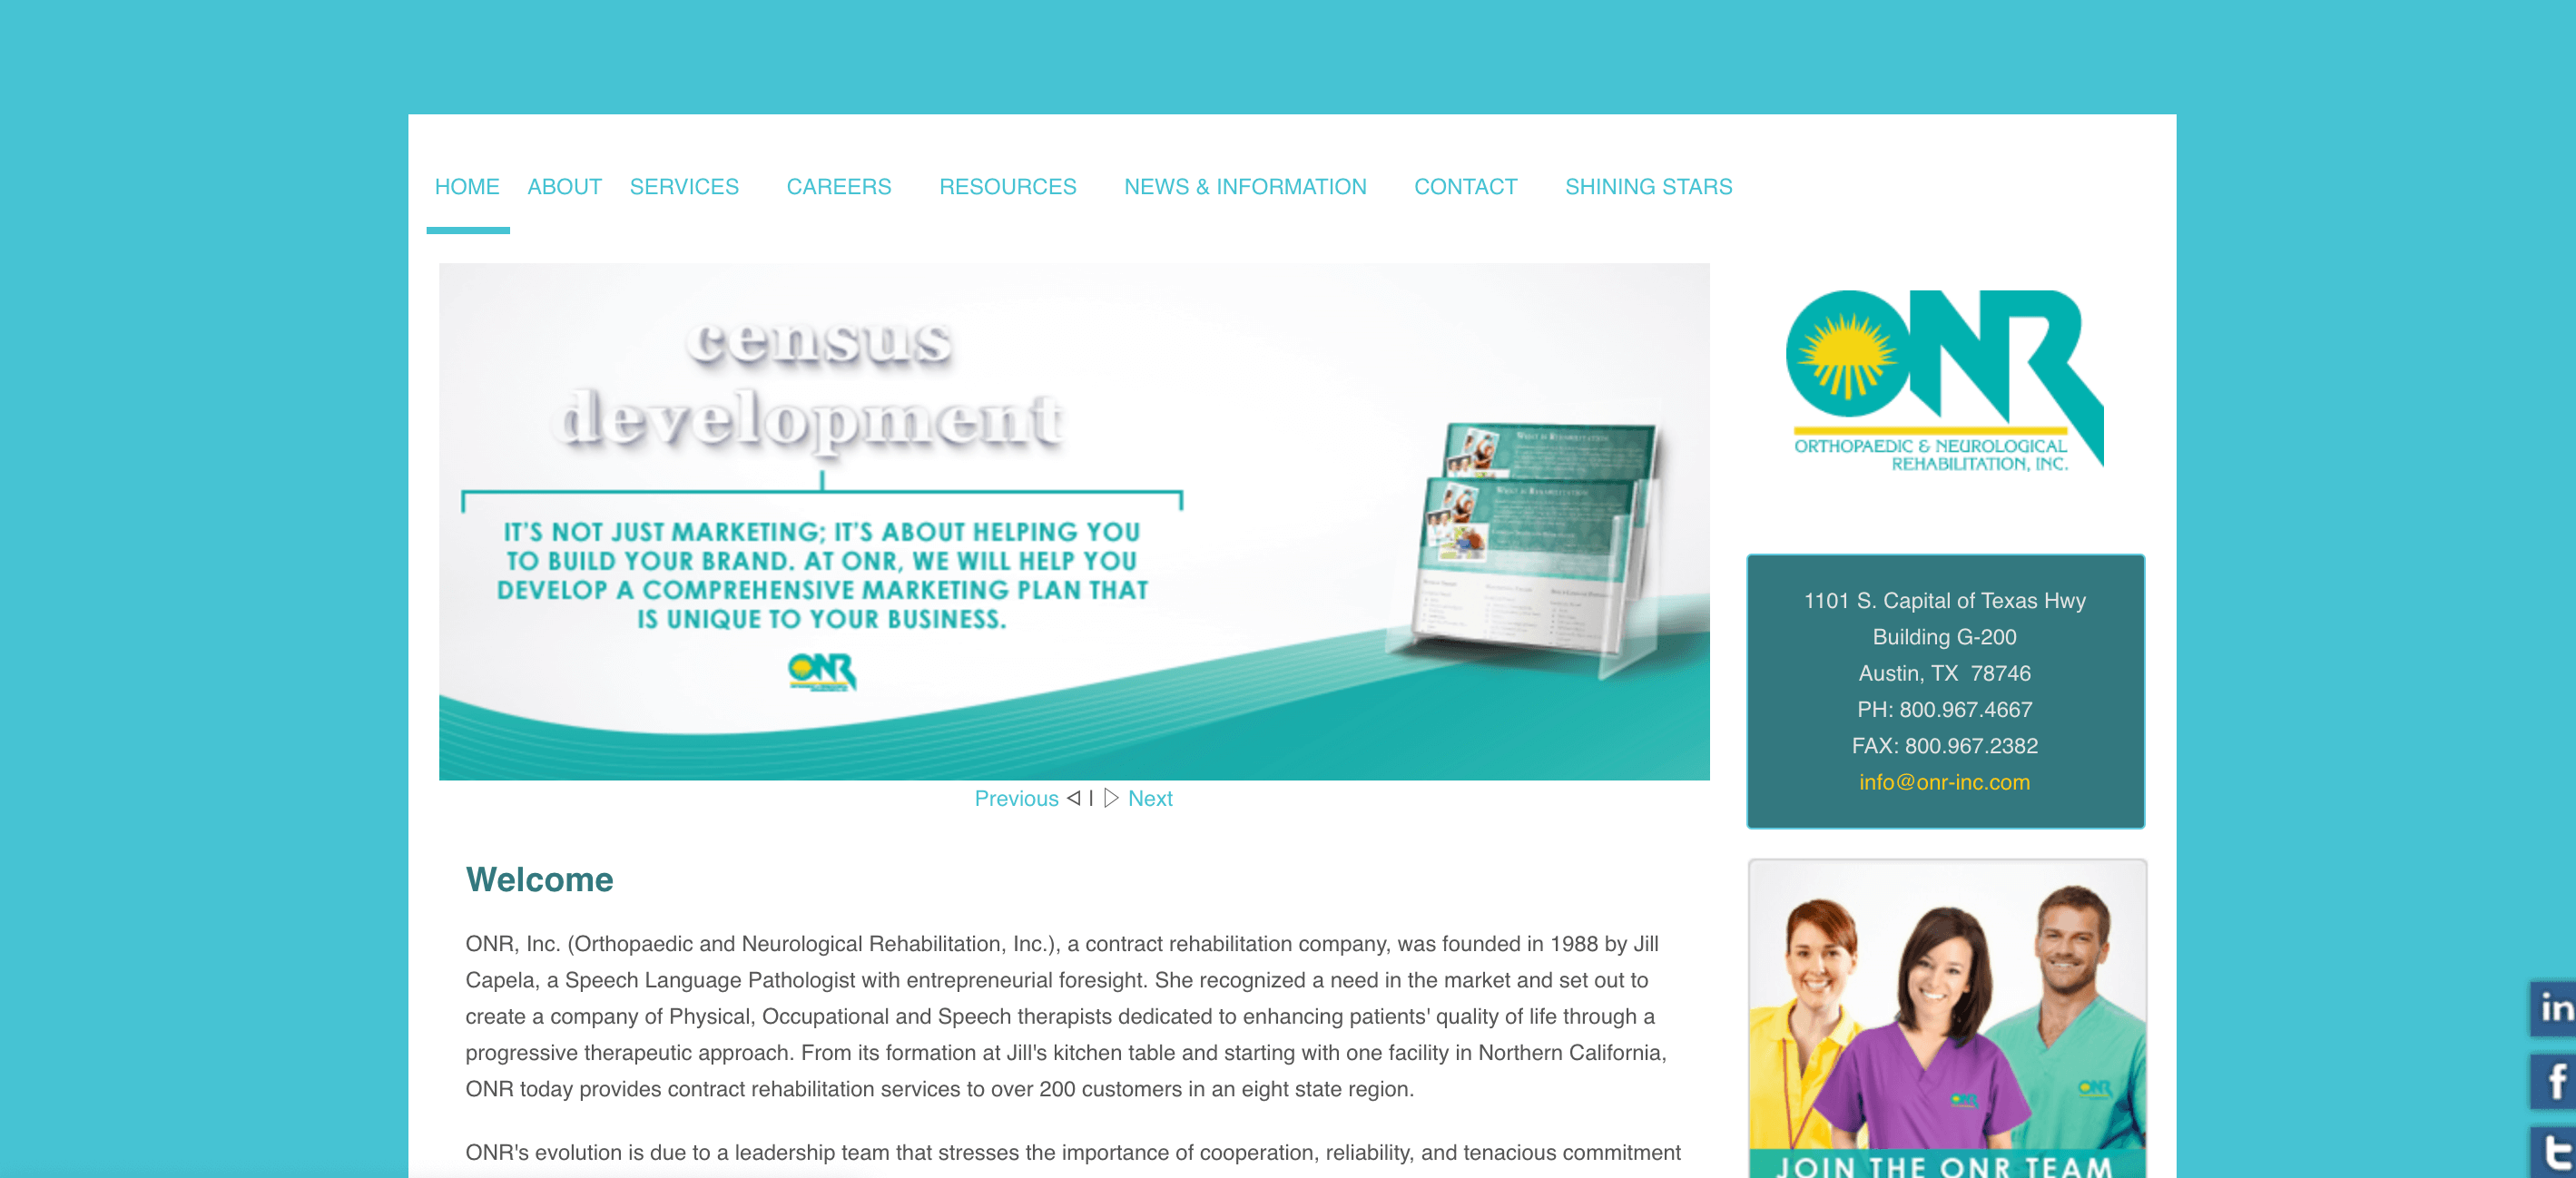 HOME ABOUT SERVICES CAREERS RESOURCES NEWS & INFORMATION CONTACT SHINING STARS
census
development
IT'S NOT JUST MARKETING; IT'S ABOUT HELPING YOU
TO BUILD YOUR BRAND. AT ONR, WE WILL HELP YOU
DEVELOP A COMPREHENSIVE MARKETING PLAN THAT
IS UNIQUE TO YOUR BUSINESS.
ONR
WHAT IS REHABILITATION
WHAT IS REHABILITATION
Previous ◁ | ▷ Next
ONR
ORTHOPAEDIC & NEUROLOGICAL
REHABILITATION, INC.
1101 S. Capital of Texas Hwy
Building G-200
Austin, TX 78746
PH: 800.967.4667
FAX: 800.967.2382
info@onr-inc.com
Welcome
ONR, Inc. (Orthopaedic and Neurological Rehabilitation, Inc.), a contract rehabilitation company, was founded in 1988 by Jill
Capela, a Speech Language Pathologist with entrepreneurial foresight. She recognized a need in the market and set out to
create a company of Physical, Occupational and Speech therapists dedicated to enhancing patients' quality of life through a
progressive therapeutic approach. From its formation at Jill's kitchen table and starting with one facility in Northern California,
ONR today provides contract rehabilitation services to over 200 customers in an eight state region.
ONR's evolution is due to a leadership team that stresses the importance of cooperation, reliability, and tenacious commitment
ONR
ONR
JOIN THE ONR TEAM
in
f
t